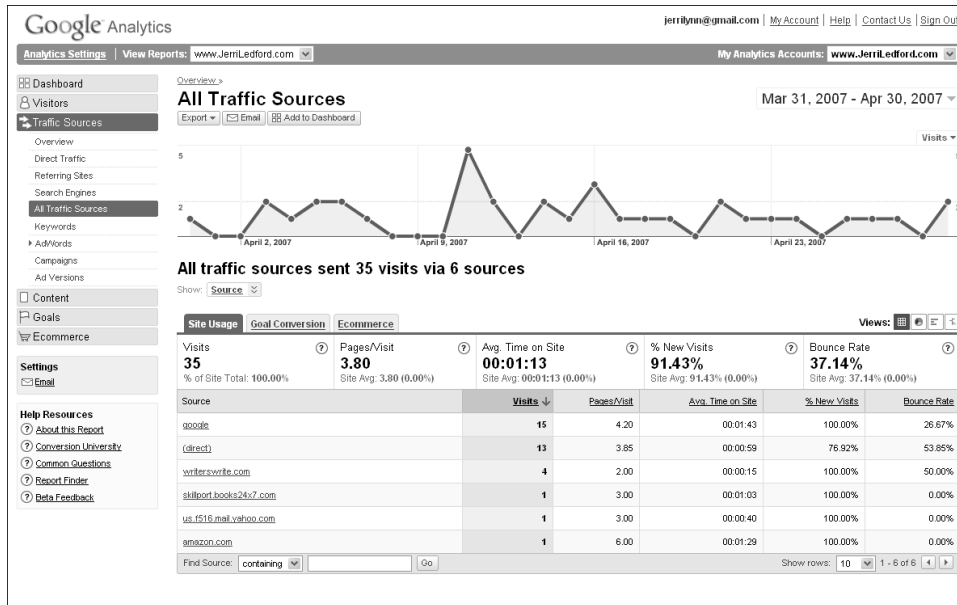 Google Analytics
jerrilynn@gmail.com | My Account | Help | Contact Us | Sign Out
Analytics Settings | View Reports: www.JerriLedford.com My Analytics Accounts: www.JerriLedford.com
Dashboard
Visitors
Traffic Sources
Overview
Direct Traffic
Referring Sites
Search Engines
All Traffic Sources
Keywords
AdWords
Campaigns
Ad Versions
Content
Goals
Ecommerce
Settings
Email
Help Resources
About this Report
Conversion University
Common Questions
Report Finder
Beta Feedback
Overview »
All Traffic Sources
Mar 31, 2007 - Apr 30, 2007
Export Email Add to Dashboard
Visits
5
2
April 2, 2007 April 9, 2007 April 16, 2007 April 23, 2007
All traffic sources sent 35 visits via 6 sources
Show: Source
Site Usage Goal Conversion Ecommerce Views:
Visits ? Pages/Visit ? Avg. Time on Site ? % New Visits ? Bounce Rate ?
35 3.80 00:01:13 91.43% 37.14%
% of Site Total: 100.00% Site Avg: 3.80 (0.00%) Site Avg: 00:01:13 (0.00%) Site Avg: 91.43% (0.00%) Site Avg: 37.14% (0.00%)
Source Visits Pages/Visit Avg. Time on Site % New Visits Bounce Rate
google 15 4.20 00:01:43 100.00% 26.67%
(direct) 13 3.85 00:00:59 76.92% 53.85%
writerswrite.com 4 2.00 00:00:15 100.00% 50.00%
skillport.books24x7.com 1 3.00 00:01:03 100.00% 0.00%
us.f516.mail.yahoo.com 1 3.00 00:00:40 100.00% 0.00%
amazon.com 1 6.00 00:01:29 100.00% 0.00%
Find Source: containing Go Show rows: 10 1 - 6 of 6